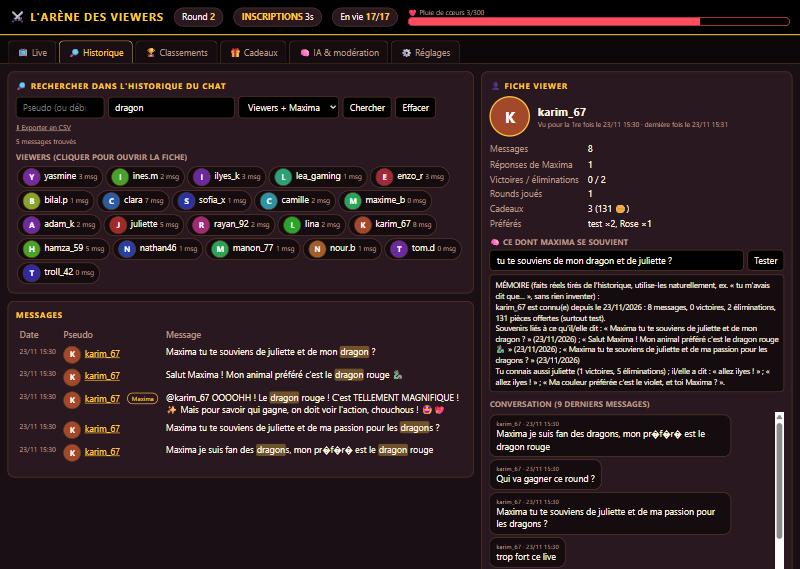 L'ARÈNE DES VIEWERS
Round 2
INSCRIPTIONS 3s
En vie 17/17
Pluie de cœurs 3/300
Live
Historique
Classements
Cadeaux
IA & modération
Réglages
RECHERCHER DANS L'HISTORIQUE DU CHAT
Pseudo (ou déb
dragon
Viewers + Maxima
Chercher
Effacer
Exporter en CSV
5 messages trouvés
VIEWERS (CLIQUER POUR OUVRIR LA FICHE)
Y yasmine 3 msg
I ines.m 2 msg
I ilyes_k 3 msg
L lea_gaming 1 msg
E enzo_r 3 msg
B bilal.p 1 msg
C clara 7 msg
S sofia_x 1 msg
C camille 2 msg
M maxime_b 0 msg
A adam_k 2 msg
J juliette 5 msg
R rayan_92 2 msg
L lina 2 msg
K karim_67 8 msg
H hamza_59 5 msg
N nathan46 1 msg
M manon_77 1 msg
N nour.b 1 msg
T tom.d 0 msg
T troll_42 0 msg
MESSAGES
Date Pseudo Message
23/11 15:30 K karim_67 Maxima tu te souviens de juliette et de mon dragon ?
23/11 15:30 K karim_67 Salut Maxima ! Mon animal préféré c'est le dragon rouge 🐉
23/11 15:30 K karim_67 Maxima @karim_67 OOOOHH ! Le dragon rouge ! C'est TELLEMENT MAGNIFIQUE !
✨ Mais pour savoir qui gagne, on doit voir l'action, chouchous ! 🤩 💖
23/11 15:30 K karim_67 Maxima tu te souviens de juliette et de ma passion pour les dragons ?
23/11 15:30 K karim_67 Maxima je suis fan des dragons, mon pr�f�r� est le dragon rouge
FICHE VIEWER
K
karim_67
Vu pour la 1re fois le 23/11 15:30 · dernière fois le 23/11 15:31
Messages 8
Réponses de Maxima 1
Victoires / éliminations 0 / 2
Rounds joués 1
Cadeaux 3 (131 🪙)
Préférés test ×2, Rose ×1
CE DONT MAXIMA SE SOUVIENT
tu te souviens de mon dragon et de juliette ?
Tester
MÉMOIRE (faits réels tirés de l'historique, utilise-les naturellement, ex. « tu m'avais
dit que... », sans rien inventer) :
karim_67 est connu(e) depuis le 23/11/2026 : 8 messages, 0 victoires, 2 éliminations,
131 pièces offertes (surtout test).
Souvenirs liés à ce qu'il/elle dit : « Maxima tu te souviens de juliette et de mon
dragon ? » (23/11/2026) ; « Salut Maxima ! Mon animal préféré c'est le dragon rouge
🐉 » (23/11/2026) ; « Maxima tu te souviens de juliette et de ma passion pour les
dragons ? » (23/11/2026)
Tu connais aussi juliette (1 victoires, 5 éliminations) ; il/elle a dit : « allez ilyes ! » ; «
allez ilyes ! » ; « Ma couleur préférée c'est le violet, et toi Maxima ? ».
CONVERSATION (9 DERNIERS MESSAGES)
karim_67 · 23/11 15:30
Maxima je suis fan des dragons, mon pr�f�r� est le
dragon rouge
karim_67 · 23/11 15:30
Qui va gagner ce round ?
karim_67 · 23/11 15:30
Maxima tu te souviens de juliette et de ma passion pour
les dragons ?
karim_67 · 23/11 15:30
trop fort ce live